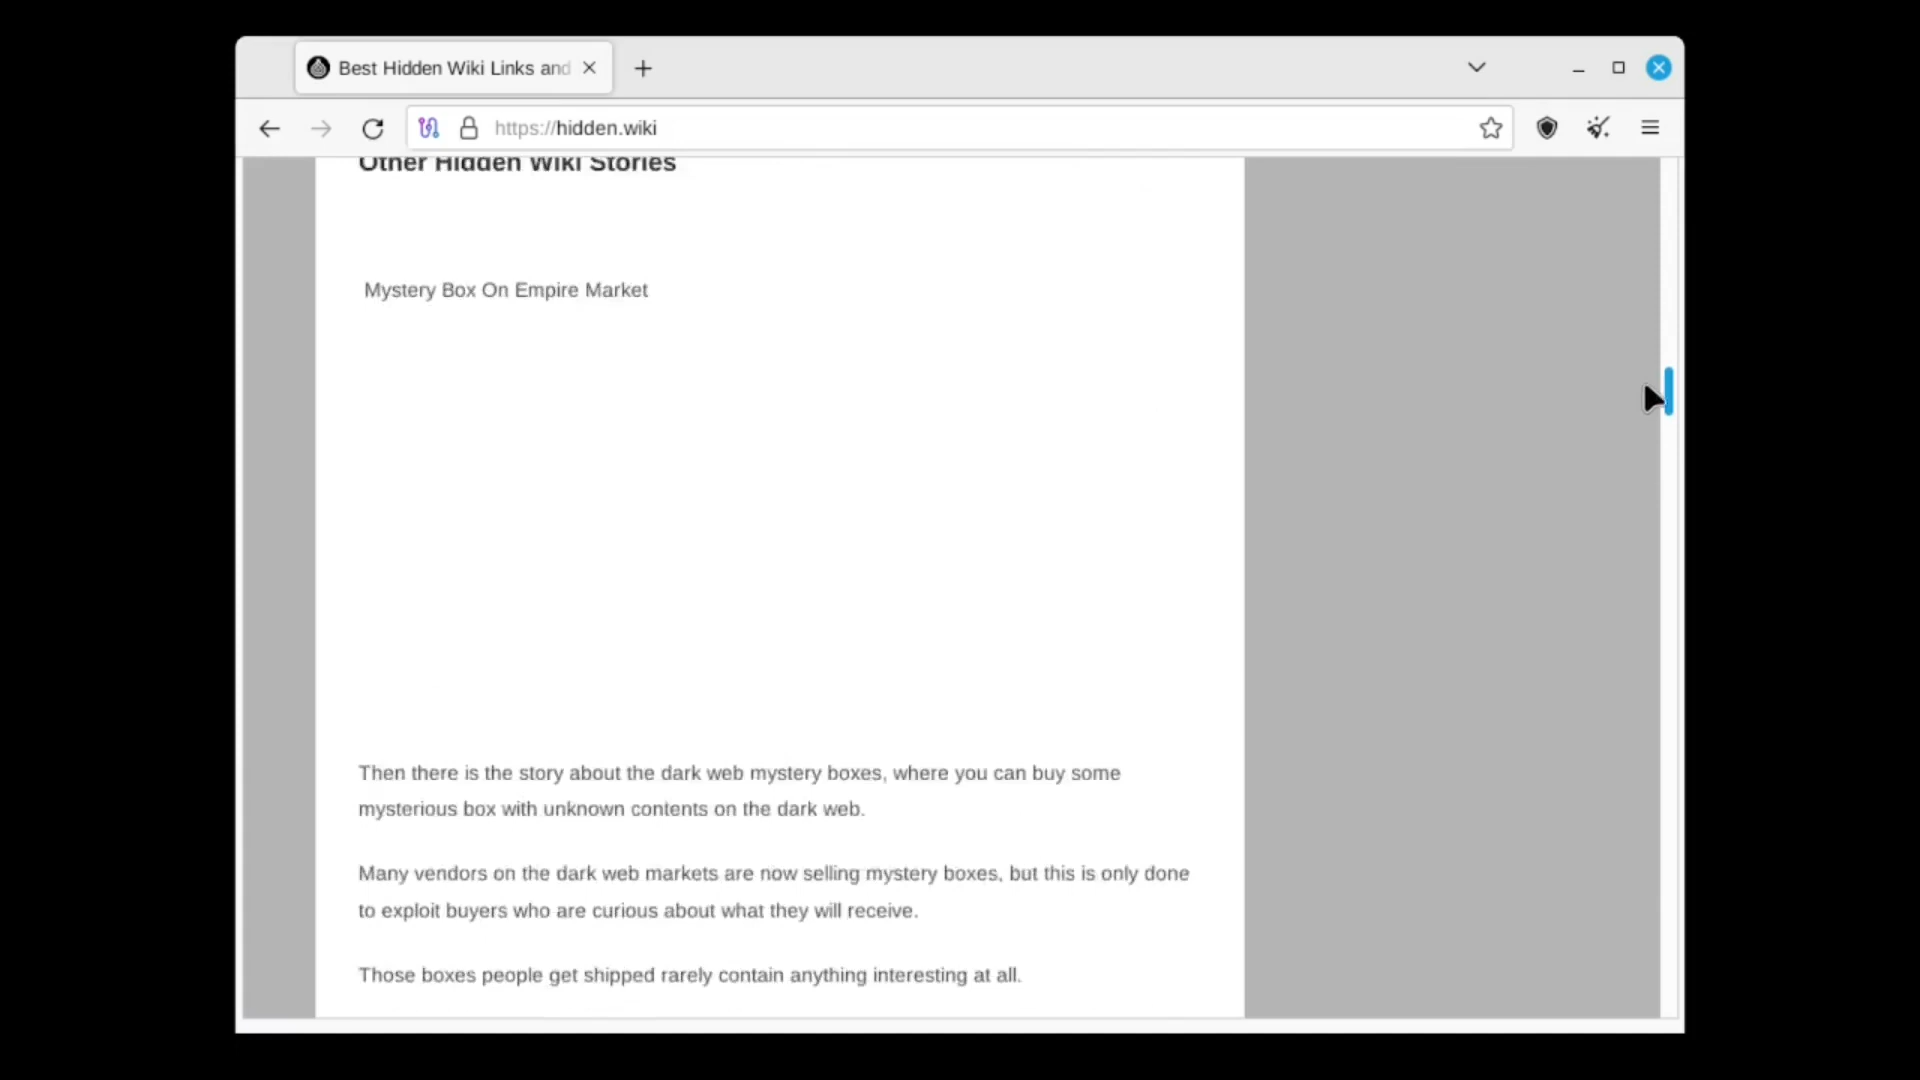 Best Hidden Wiki Links and
https://hidden.wiki
Other Hidden Wiki Stories
Mystery Box On Empire Market
Then there is the story about the dark web mystery boxes, where you can buy some
mysterious box with unknown contents on the dark web.
Many vendors on the dark web markets are now selling mystery boxes, but this is only done
to exploit buyers who are curious about what they will receive.
Those boxes people get shipped rarely contain anything interesting at all.